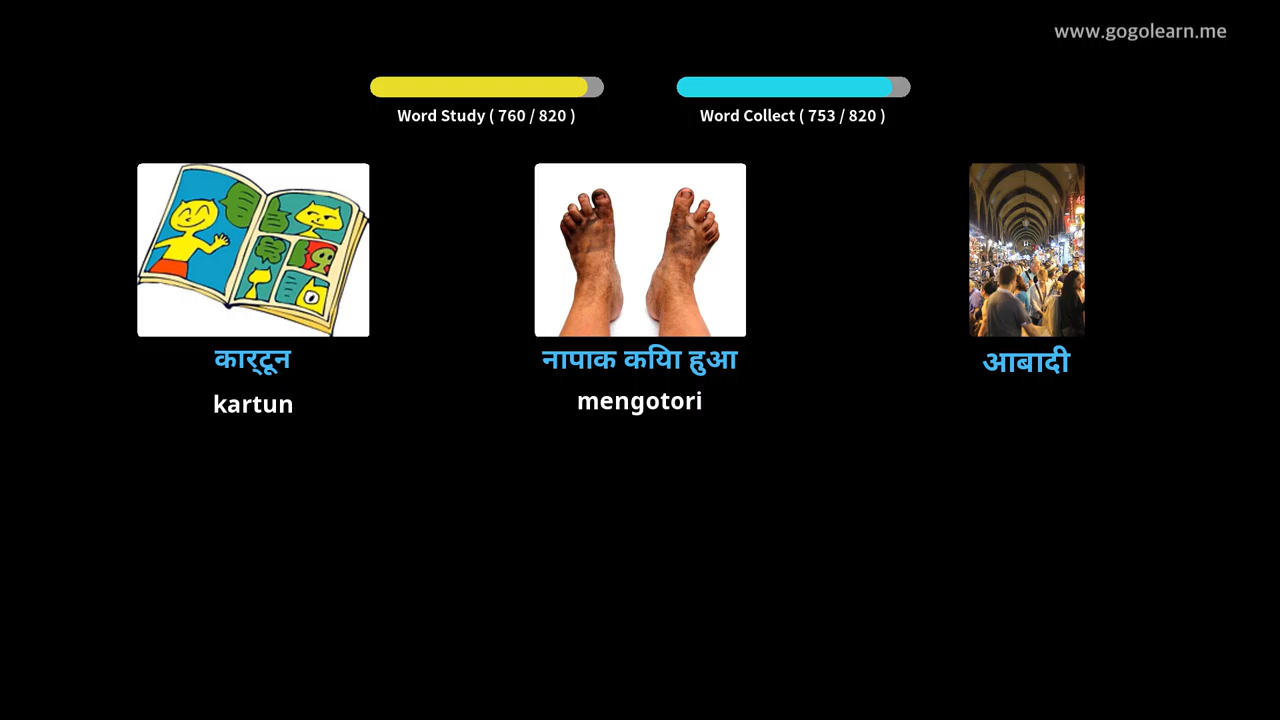 www.gogolearn.me
Word Study ( 760 / 820 )
Word Collect ( 753 / 820 )
कार्टून
नापाक कयिा हुआ
आबादी
kartun
mengotori